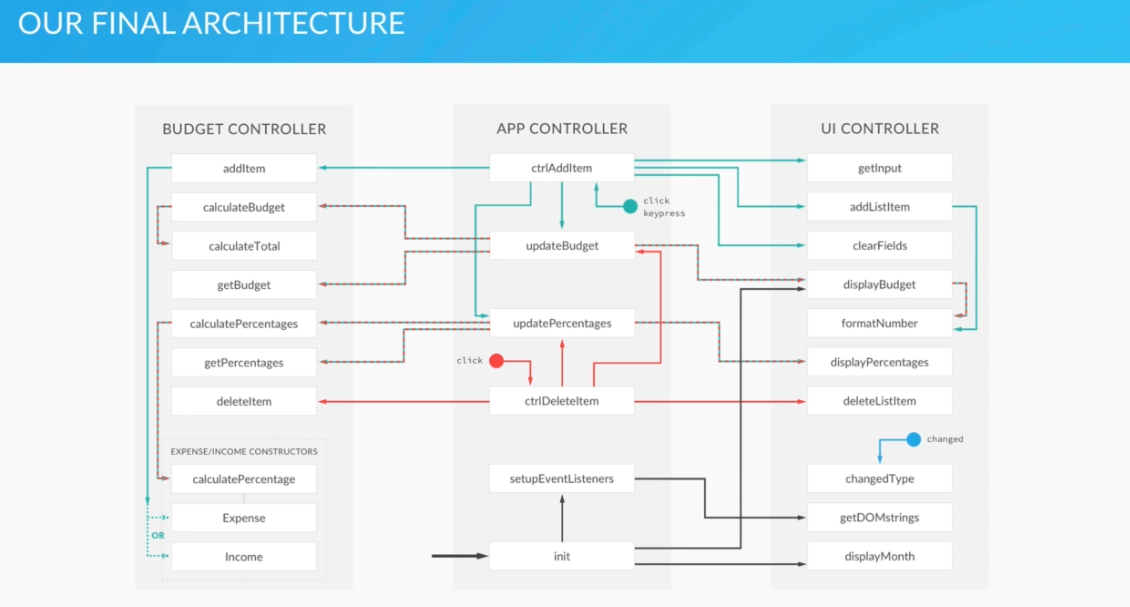 OUR FINAL ARCHITECTURE
BUDGET CONTROLLER
addItem
calculateBudget
calculateTotal
getBudget
calculatePercentages
getPercentages
deleteItem
EXPENSE/INCOME CONSTRUCTORS
calculatePercentage
Expense
OR
Income
APP CONTROLLER
ctrlAddItem
click
keypress
updateBudget
updatePercentages
click
ctrlDeleteItem
setupEventListeners
init
UI CONTROLLER
getInput
addListItem
clearFields
displayBudget
formatNumber
displayPercentages
deleteListItem
changed
changedType
getDOMstrings
displayMonth